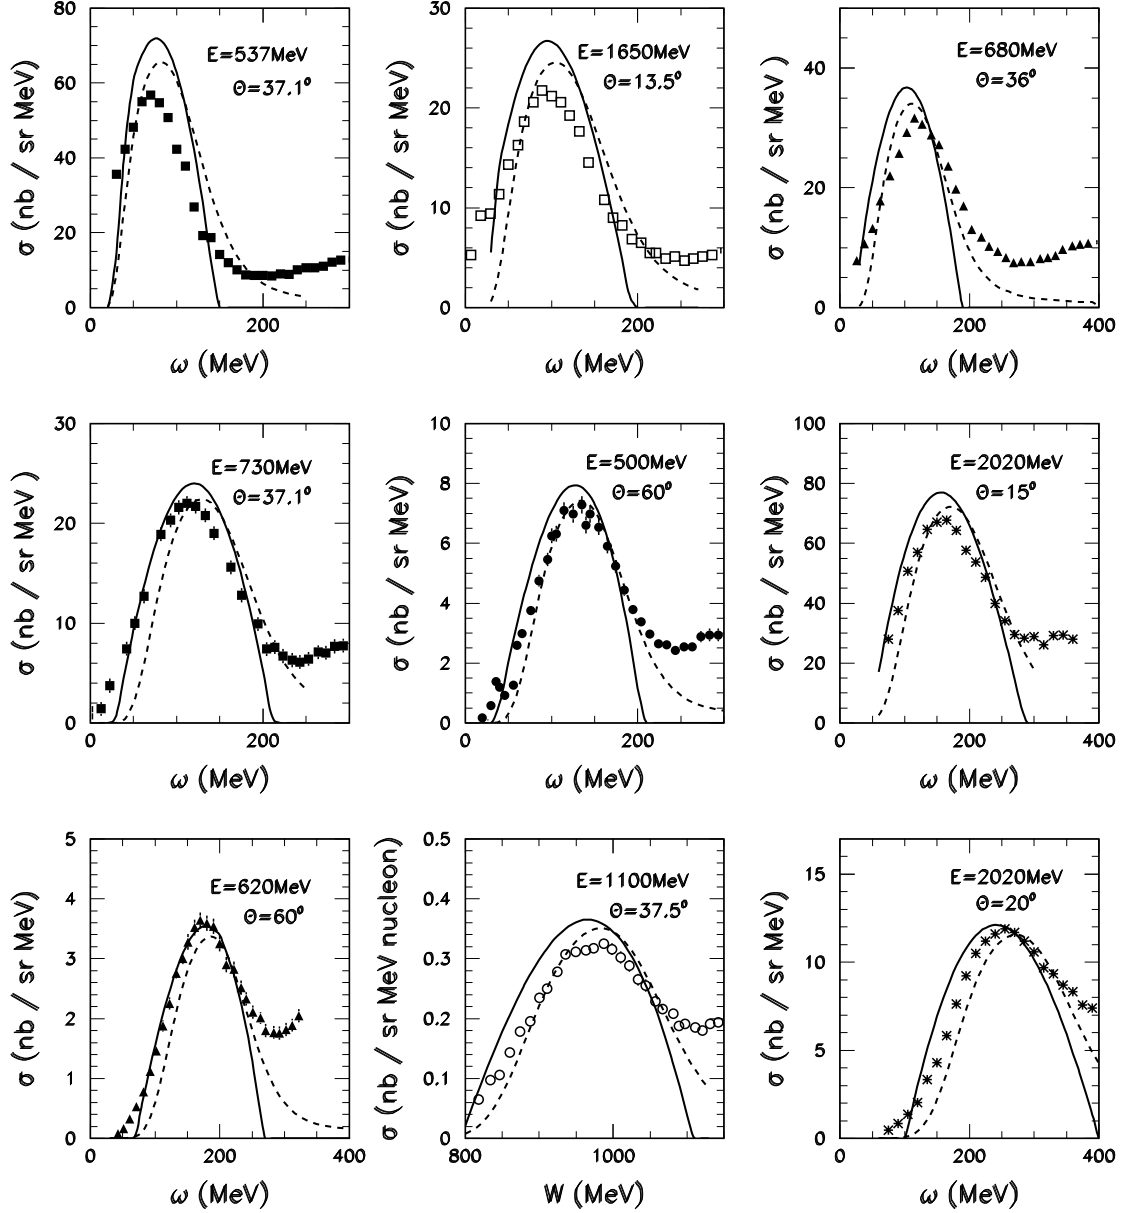 80
60
40
20
0
σ (nb / sr MeV)
E=537MeV
Θ=37.1°
0
200
ω (MeV)
30
20
10
0
σ (nb / sr MeV)
E=1650MeV
Θ=13.5°
0
200
ω (MeV)
40
20
0
σ (nb / sr MeV)
E=680MeV
Θ=36°
0
200
400
ω (MeV)
30
20
10
0
σ (nb / sr MeV)
E=730MeV
Θ=37.1°
0
200
ω (MeV)
10
8
6
4
2
0
σ (nb / sr MeV)
E=500MeV
Θ=60°
0
200
ω (MeV)
100
80
60
40
20
0
σ (nb / sr MeV)
E=2020MeV
Θ=15°
0
200
400
ω (MeV)
5
4
3
2
1
0
σ (nb / sr MeV)
E=620MeV
Θ=60°
0
200
400
ω (MeV)
0.5
0.4
0.3
0.2
0.1
0
σ (nb / sr MeV nucleon)
E=1100MeV
Θ=37.5°
800
1000
W (MeV)
15
10
5
0
σ (nb / sr MeV)
E=2020MeV
Θ=20°
0
200
400
ω (MeV)